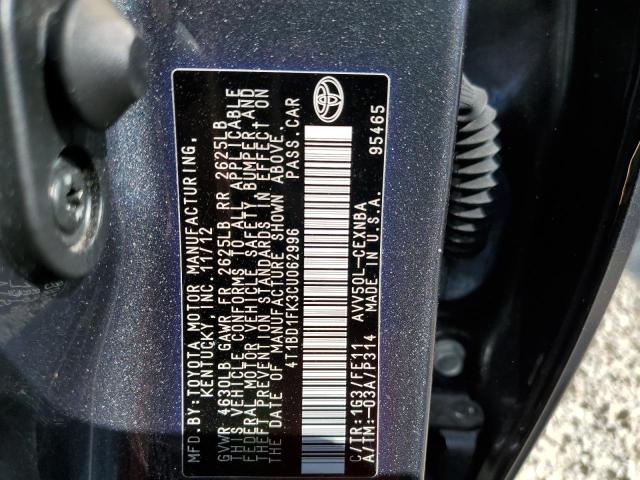 MFD.BY:TOYOTA MOTOR MANUFACTURING,
KENTUCKY, INC. 11/12
GVWR 4630LB GAWR FR 2625LB RR 2625LB
THIS VEHICLE CONFORMS TO ALL APPLICABLE
FEDERAL MOTOR VEHICLE SAFETY, BUMPER AND
THEFT PREVENTION STANDARDS IN EFFECT ON
THE DATE OF MANUFACTURE SHOWN ABOVE.
4T1BD1FK3CU062996 PASS.CAR
C/TR:1G3/FE11 AVV50L-CEXNBA
A/TM:-03A/P314 MADE IN U.S.A. 95465